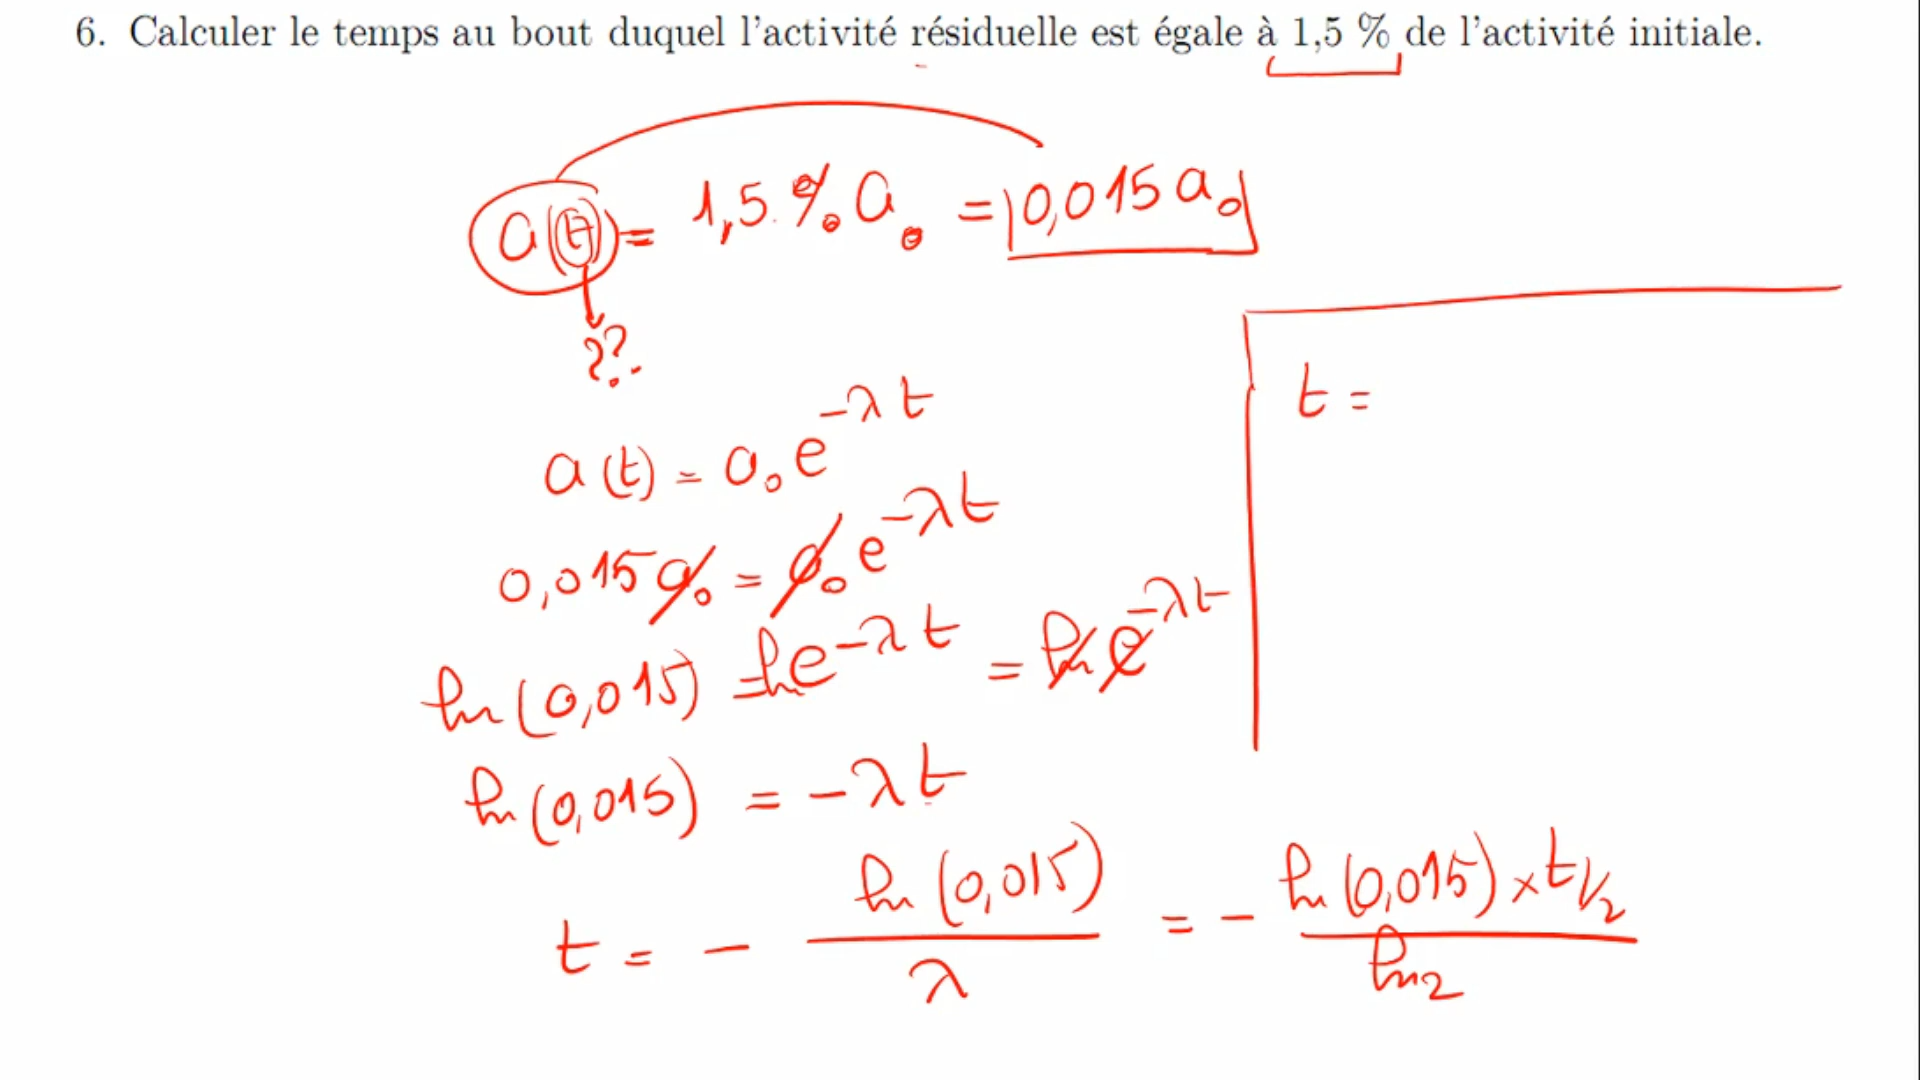 6. Calculer le temps au bout duquel l'activité résiduelle est égale à 1,5 % de l'activité initiale.
a(t) = 1,5 % a₀ = 0,015 a₀
??
t =
a(t) = a₀ e^{-λt}
0,015 a₀ = a₀ e^{-λt}
ln(0,015) = ln e^{-λt} = ln e^{-λt}
ln(0,015) = -λt
t = - ln(0,015) / λ = - ln(0,015) × t1/2 / ln2